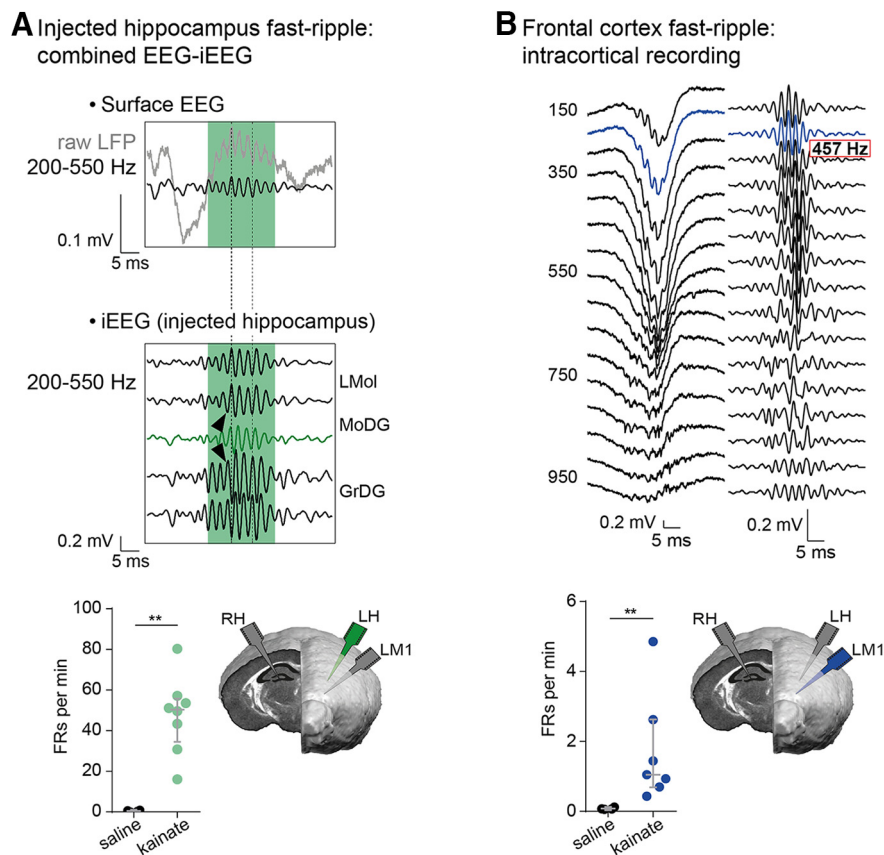 A Injected hippocampus fast-ripple:
combined EEG-iEEG
• Surface EEG
raw LFP
200-550 Hz
0.1 mV
5 ms
• iEEG (injected hippocampus)
200-550 Hz
LMol
MoDG
GrDG
0.2 mV
5 ms
FRs per min
100
80
60
40
20
0
**
saline
kainate
RH
LH
LM1
B Frontal cortex fast-ripple:
intracortical recording
150
350
550
750
950
457 Hz
0.2 mV
5 ms
0.2 mV
5 ms
FRs per min
6
4
2
0
**
saline
kainate
RH
LH
LM1